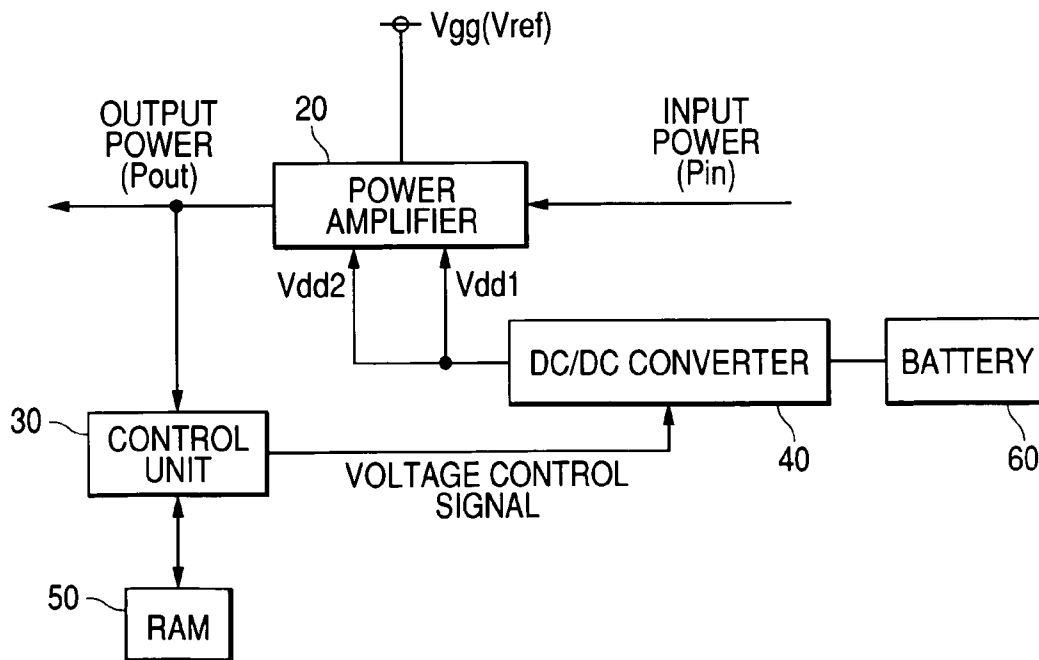 Vgg(Vref)
20
OUTPUT
POWER
(Pout)
INPUT
POWER
(Pin)
POWER
AMPLIFIER
Vdd2
Vdd1
DC/DC CONVERTER
BATTERY
30
CONTROL
UNIT
40
60
VOLTAGE CONTROL
SIGNAL
50
RAM